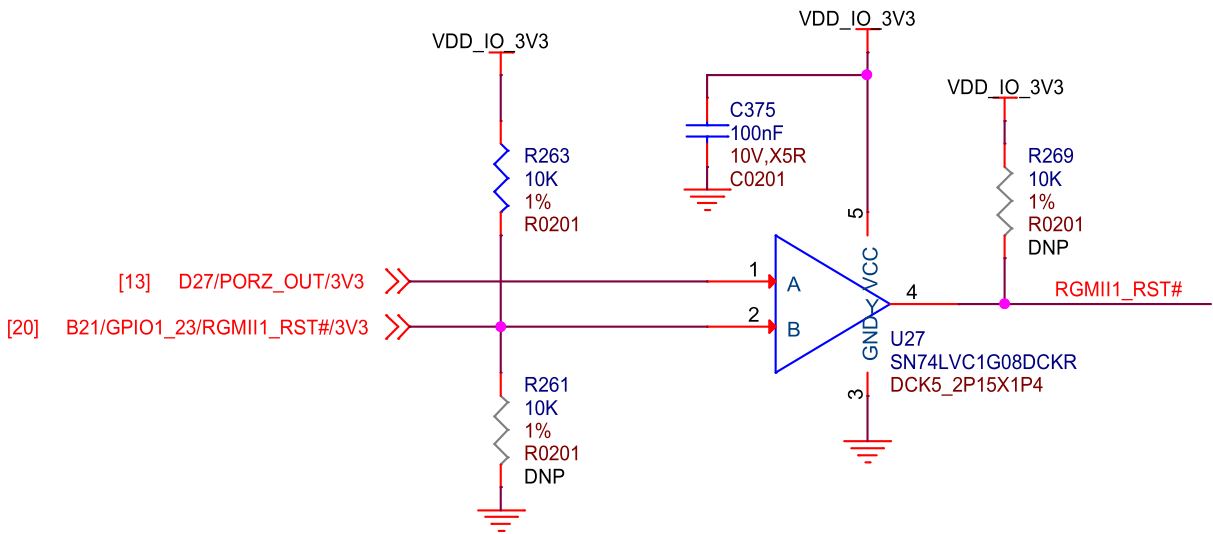 VDD_IO_3V3
VDD_IO_3V3
VDD_IO_3V3
C375
100nF
10V,X5R
C0201
R263
10K
1%
R0201
R269
10K
1%
R0201
DNP
[13] D27/PORZ_OUT/3V3
[20] B21/GPIO1_23/RGMII1_RST#/3V3
1
A
2
B
5
VCC
Y
4
GND
3
RGMII1_RST#
U27
SN74LVC1G08DCKR
DCK5_2P15X1P4
R261
10K
1%
R0201
DNP